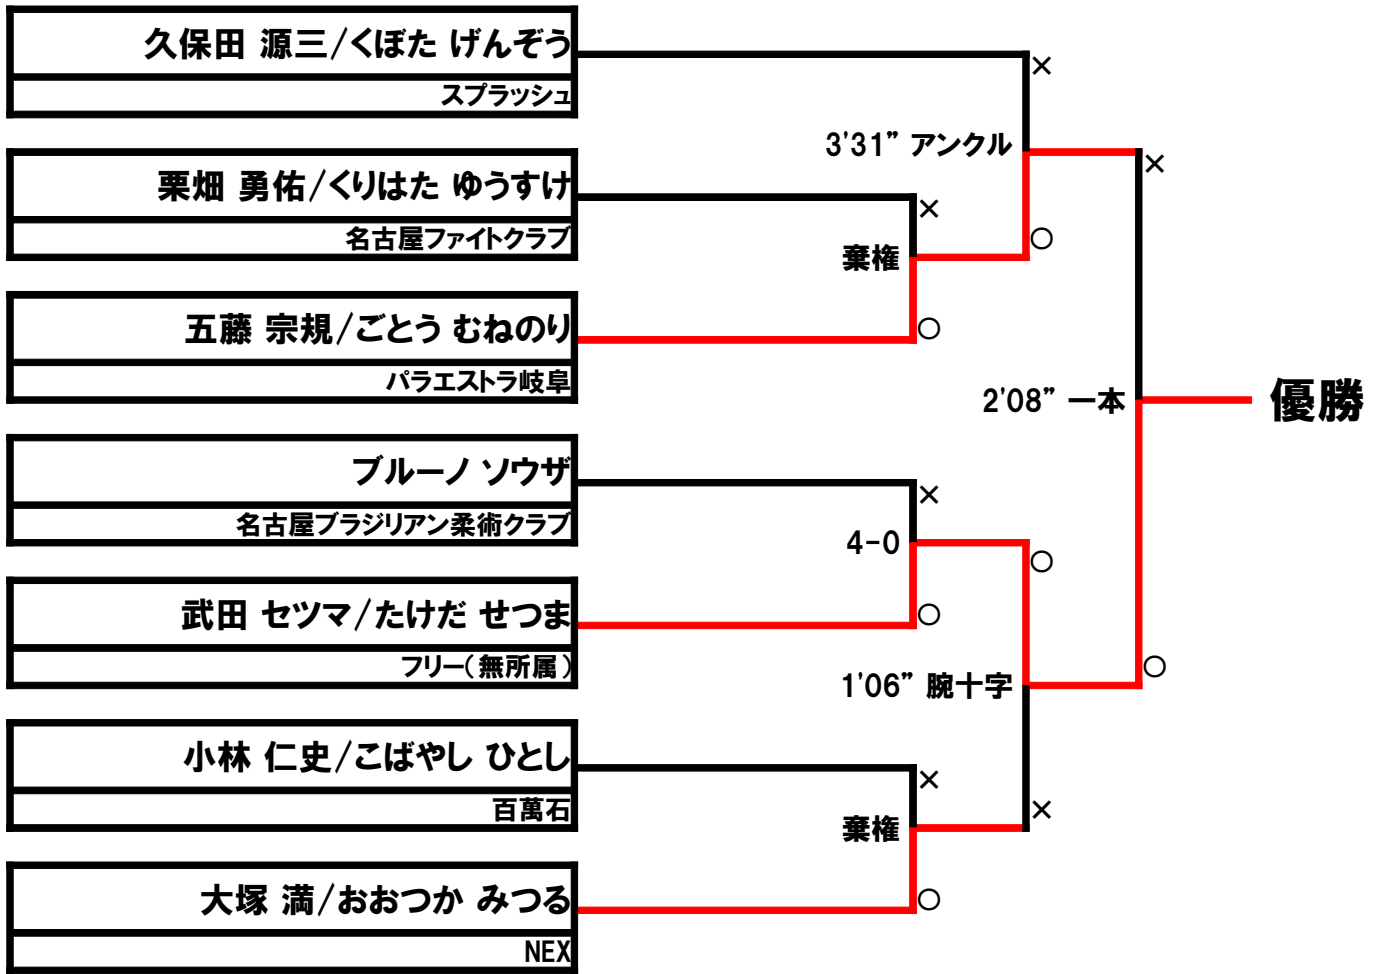 久保田 源三/くぼた げんぞう
スプラッシュ
×
3'31” アンクル
×
栗畑 勇佑/くりはた ゆうすけ
×
名古屋ファイトクラブ
○
棄権
五藤 宗規/ごとう むねのり
○
パラエストラ岐阜
2'08” 一本
優勝
ブルーノ ソウザ
×
名古屋ブラジリアン柔術クラブ
4-0
○
武田 セツマ/たけだ せつま
○
フリー(無所属)
○
1'06” 腕十字
小林 仁史/こばやし ひとし
×
百萬石
×
棄権
大塚 満/おおつか みつる
○
NEX